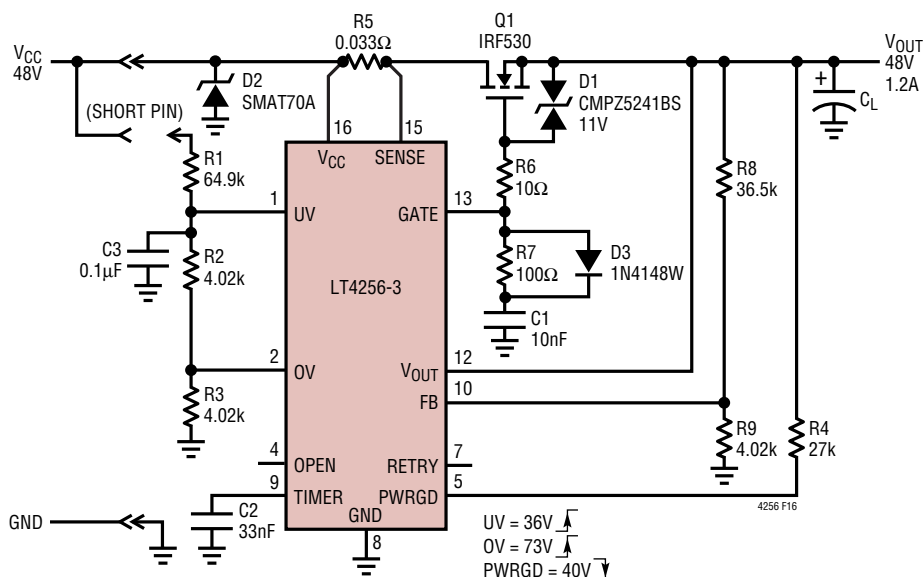 R5
0.033Ω
Q1
IRF530
VCC
48V
VOUT
48V
1.2A
D2
SMAT70A
D1
CMPZ5241BS
11V
+
CL
(SHORT PIN)
16
15
VCC
SENSE
R1
64.9k
R6
10Ω
R8
36.5k
1
UV
13
GATE
C3
0.1µF
R2
4.02k
R7
100Ω
D3
1N4148W
LT4256-3
C1
10nF
2
OV
12
VOUT
10
FB
R3
4.02k
R9
4.02k
R4
27k
4
OPEN
7
RETRY
9
TIMER
5
PWRGD
4256 F16
GND
C2
33nF
GND
8
UV = 36V
OV = 73V
PWRGD = 40V